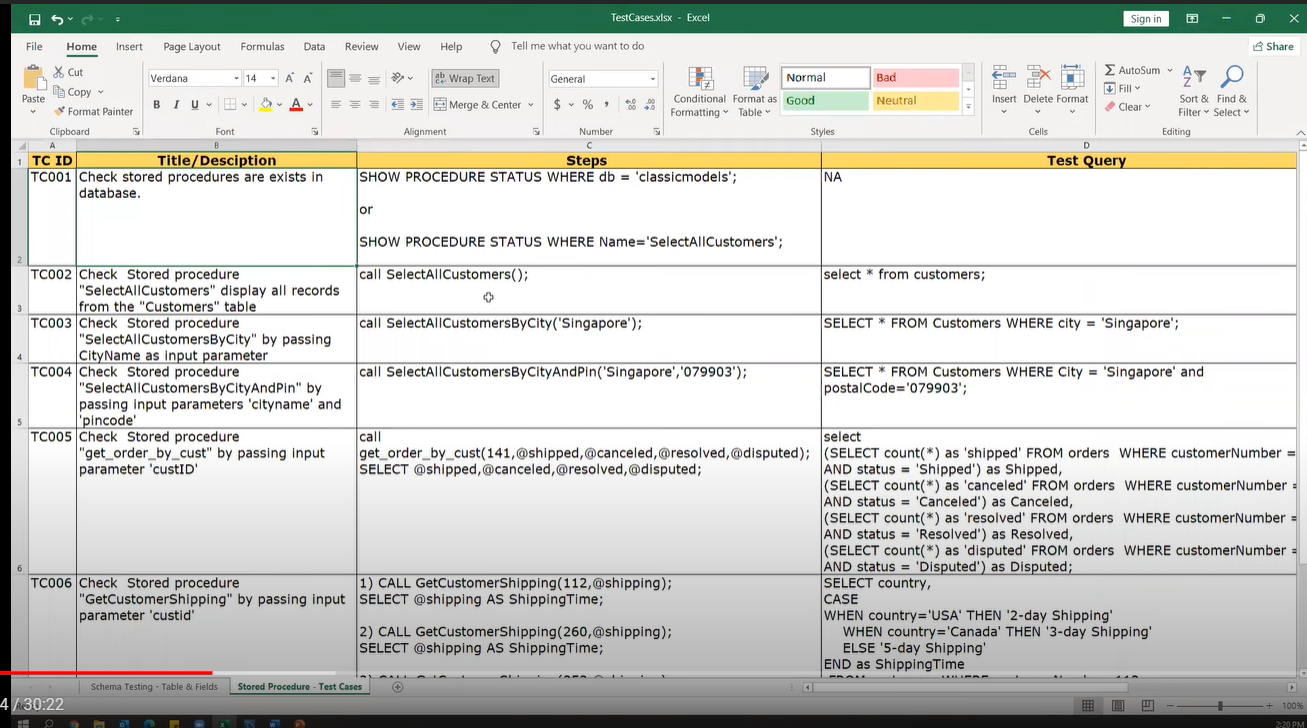 TestCases.xlsx - Excel
Sign in
File Home Insert Page Layout Formulas Data Review View Help Tell me what you want to do
Share
Paste
Cut
Copy
Format Painter
Clipboard
Verdana 14
B I U
Font
Wrap Text
Merge & Center
Alignment
General
$ % ,
Number
Conditional Formatting
Format as Table
Normal Bad
Good Neutral
Styles
Insert Delete Format
Cells
AutoSum
Fill
Clear
Sort & Filter
Find & Select
Editing
A B C D
1 TC ID Title/Desciption Steps Test Query
2
TC001
Check stored procedures are exists in
database.
SHOW PROCEDURE STATUS WHERE db = 'classicmodels';
or
SHOW PROCEDURE STATUS WHERE Name='SelectAllCustomers';
NA
3
TC002
Check Stored procedure
"SelectAllCustomers" display all records
from the "Customers" table
call SelectAllCustomers();
select * from customers;
4
TC003
Check Stored procedure
"SelectAllCustomersByCity" by passing
CityName as input parameter
call SelectAllCustomersByCity('Singapore');
SELECT * FROM Customers WHERE city = 'Singapore';
5
TC004
Check Stored procedure
"SelectAllCustomersByCityAndPin" by
passing input parameters 'cityname' and
'pincode'
call SelectAllCustomersByCityAndPin('Singapore','079903');
SELECT * FROM Customers WHERE City = 'Singapore' and
postalCode='079903';
6
TC005
Check Stored procedure
"get_order_by_cust" by passing input
parameter 'custID'
call
get_order_by_cust(141,@shipped,@canceled,@resolved,@disputed);
SELECT @shipped,@canceled,@resolved,@disputed;
select
(SELECT count(*) as 'shipped' FROM orders WHERE customerNumber =
AND status = 'Shipped') as Shipped,
(SELECT count(*) as 'canceled' FROM orders WHERE customerNumber =
AND status = 'Canceled') as Canceled,
(SELECT count(*) as 'resolved' FROM orders WHERE customerNumber =
AND status = 'Resolved') as Resolved,
(SELECT count(*) as 'disputed' FROM orders WHERE customerNumber =
AND status = 'Disputed') as Disputed;
TC006
Check Stored procedure
"GetCustomerShipping" by passing input
parameter 'custid'
1) CALL GetCustomerShipping(112,@shipping);
SELECT @shipping AS ShippingTime;
2) CALL GetCustomerShipping(260,@shipping);
SELECT @shipping AS ShippingTime;
SELECT country,
CASE
WHEN country='USA' THEN '2-day Shipping'
WHEN country='Canada' THEN '3-day Shipping'
ELSE '5-day Shipping'
END as ShippingTime
Schema Testing - Table & Fields Stored Procedure - Test Cases
4 / 30:22
100%
2:20 PM